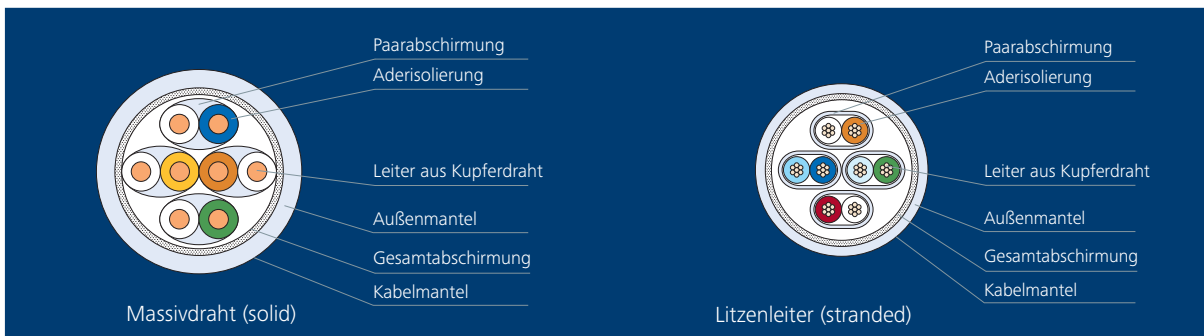 Paarabschirmung
Aderisolierung
Leiter aus Kupferdraht
Außenmantel
Gesamtabschirmung
Kabelmantel
Massivdraht (solid)
Paarabschirmung
Aderisolierung
Leiter aus Kupferdraht
Außenmantel
Gesamtabschirmung
Kabelmantel
Litzenleiter (stranded)